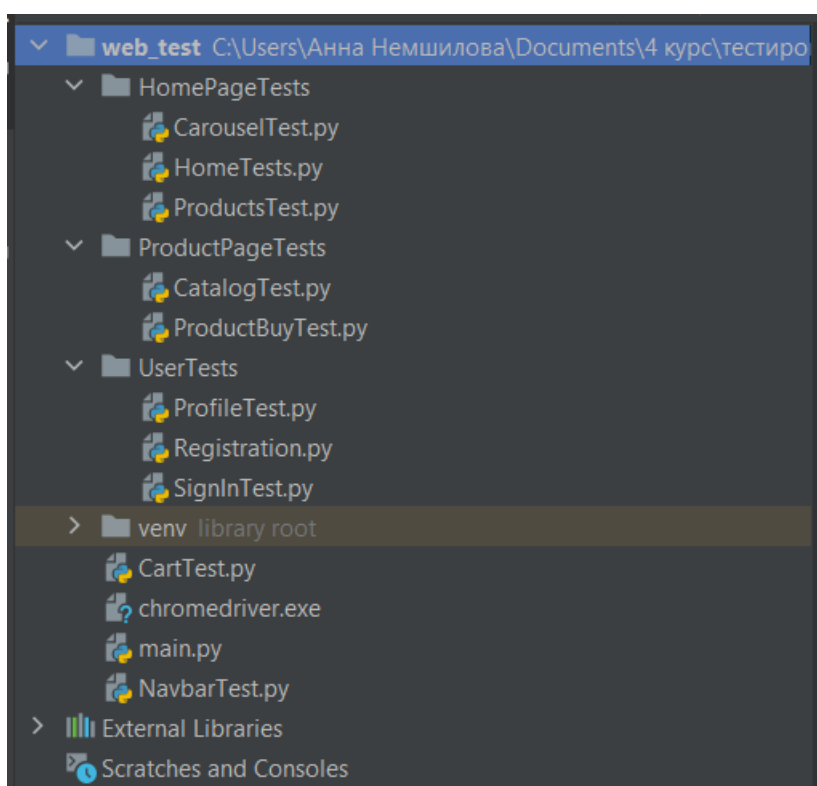 web_test C:\Users\Анна Немшилова\Documents\4 курс\тестиро
HomePageTests
CarouselTest.py
HomeTests.py
ProductsTest.py
ProductPageTests
CatalogTest.py
ProductBuyTest.py
UserTests
ProfileTest.py
Registration.py
SignInTest.py
venv library root
CartTest.py
chromedriver.exe
main.py
NavbarTest.py
External Libraries
Scratches and Consoles